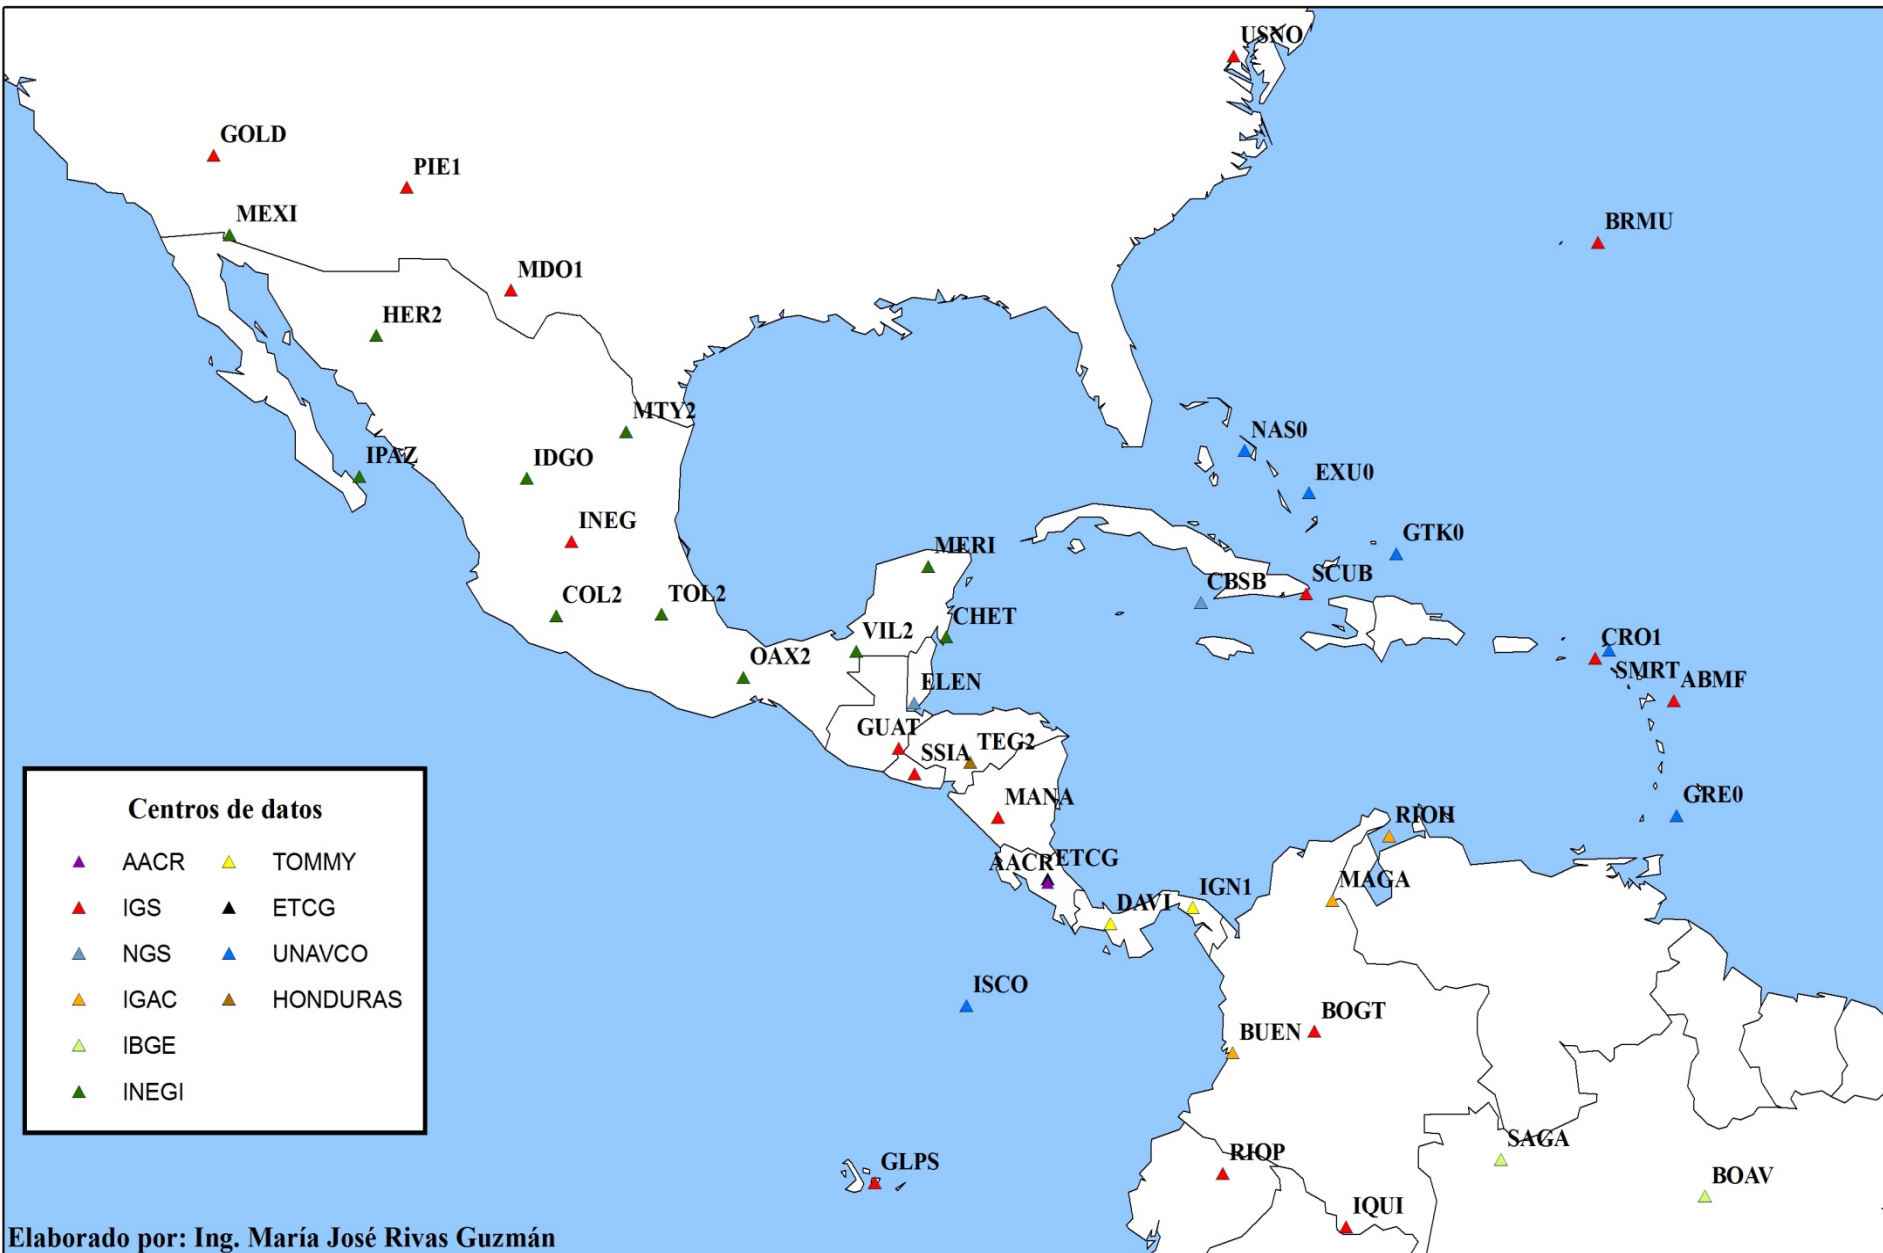 USNO
GOLD
PIE1
MEXI
BRMU
MDO1
HER2
MTY2
NAS0
IPAZ
IDGO
EXU0
INEG
GTK0
MERI
CBSB
SCUB
COL2
TOL2
CHET
VIL2
CRO1
OAX2
SMRT
ELEN
ABMF
GUAT
SSIA
TEG2
MANA
GRE0
RIOH
AACR
ETCG
MAGA
IGN1
DAVI
ISCO
BOGT
BUEN
SAGA
RIOP
GLPS
BOAV
IQUI
Centros de datos
AACR
TOMMY
IGS
ETCG
NGS
UNAVCO
IGAC
HONDURAS
IBGE
INEGI
Elaborado por: Ing. María José Rivas Guzmán